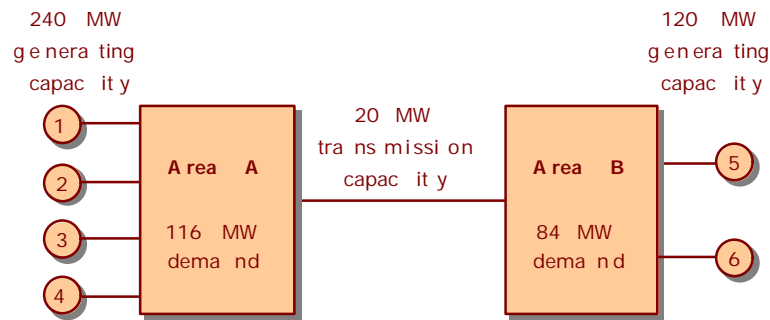 240 MW
generating
capacity
120 MW
generating
capacity
20 MW
transmission
capacity
1
2
3
4
Area A
116 MW
demand
Area B
84 MW
demand
5
6